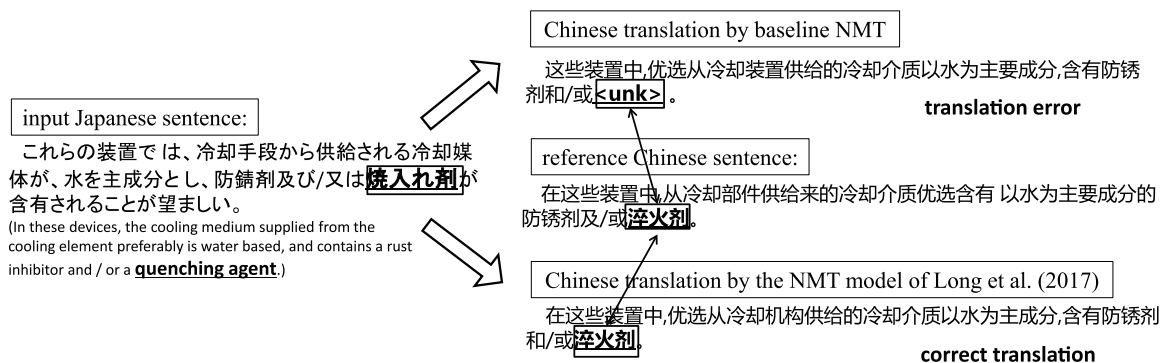 input Japanese sentence:
これらの装置では、冷却手段から供給される冷却媒
体が、水を主成分とし、防錆剤及び/又は焼入れ剤が
含有されることが望ましい。
(In these devices, the cooling medium supplied from the
cooling element preferably is water based, and contains a rust
inhibitor and / or a quenching agent.)
Chinese translation by baseline NMT
这些装置中,优选从冷却装置供给的冷却介质以水为主要成分,含有防锈
剂和/或<unk> 。
translation error
reference Chinese sentence:
在这些装置中,从冷却部件供给来的冷却介质优选含有 以水为主要成分的
防锈剂及/或淬火剂。
Chinese translation by the NMT model of Long et al. (2017)
在这些装置中,优选从冷却机构供给的冷却介质以水为主成分,含有防锈剂
和/或淬火剂。
correct translation